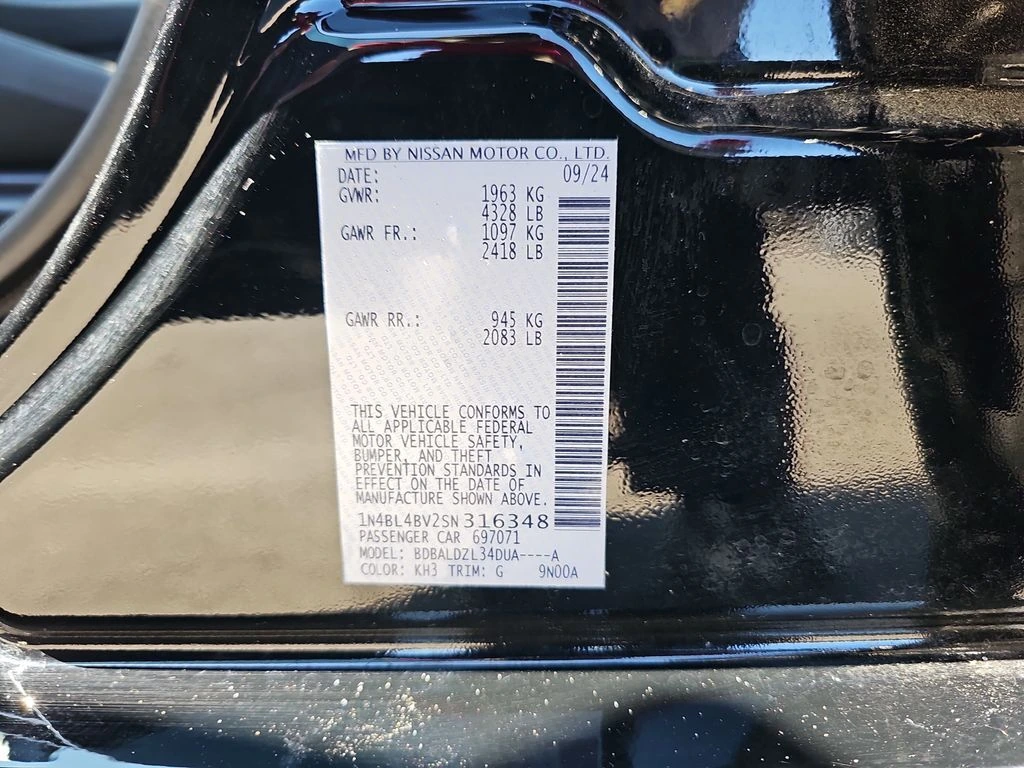 MFD BY NISSAN MOTOR CO., LTD.
DATE: 09/24
GVWR: 1963 KG
4328 LB
GAWR FR.: 1097 KG
2418 LB
GAWR RR.: 945 KG
2083 LB
THIS VEHICLE CONFORMS TO
ALL APPLICABLE FEDERAL
MOTOR VEHICLE SAFETY,
BUMPER, AND THEFT
PREVENTION STANDARDS IN
EFFECT ON THE DATE OF
MANUFACTURE SHOWN ABOVE.
1N4BL4BV2SN316348
PASSENGER CAR 697071
MODEL: BDBALDZL34DUA----A
COLOR: KH3 TRIM: G 9N00A